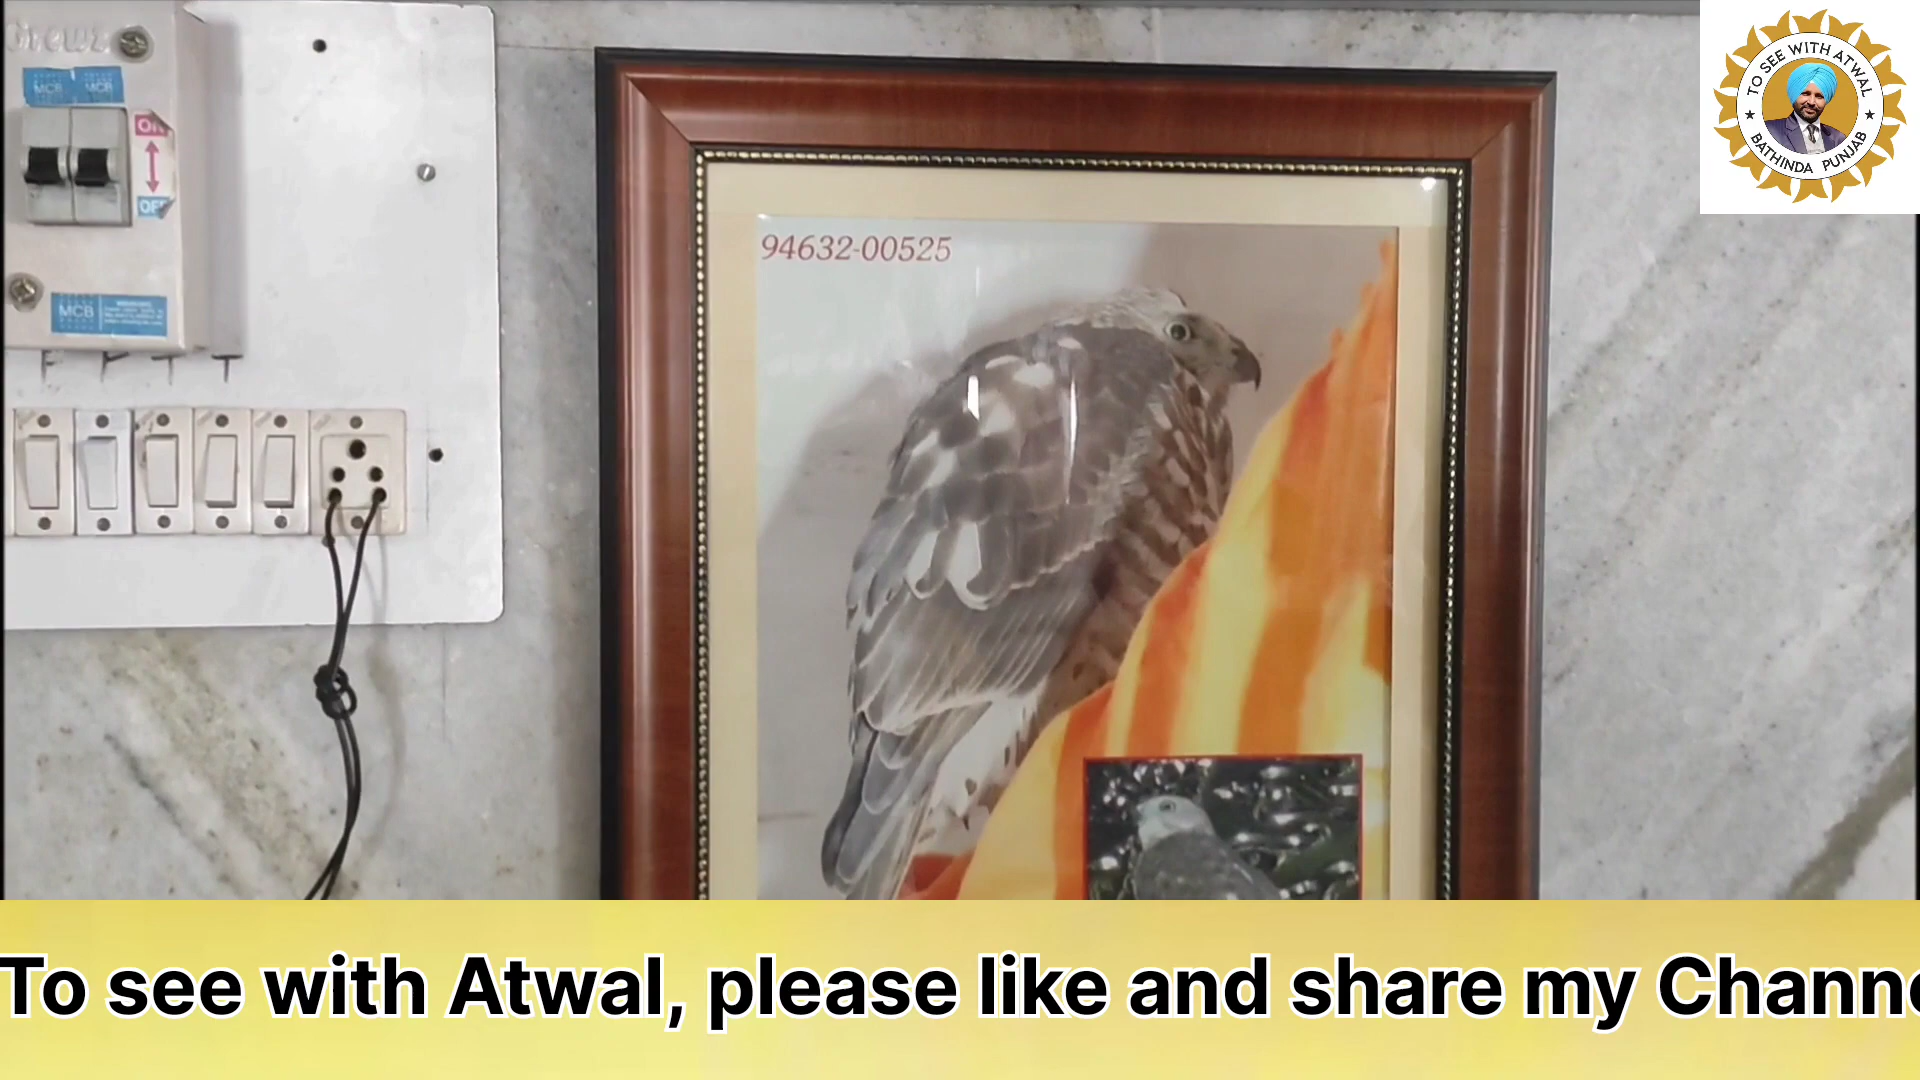 MCB MCB
ON
OFF
MCB
94632-00525
TO SEE WITH ATWAL
★ BATHINDA PUNJAB ★
To see with Atwal, please like and share my Channe